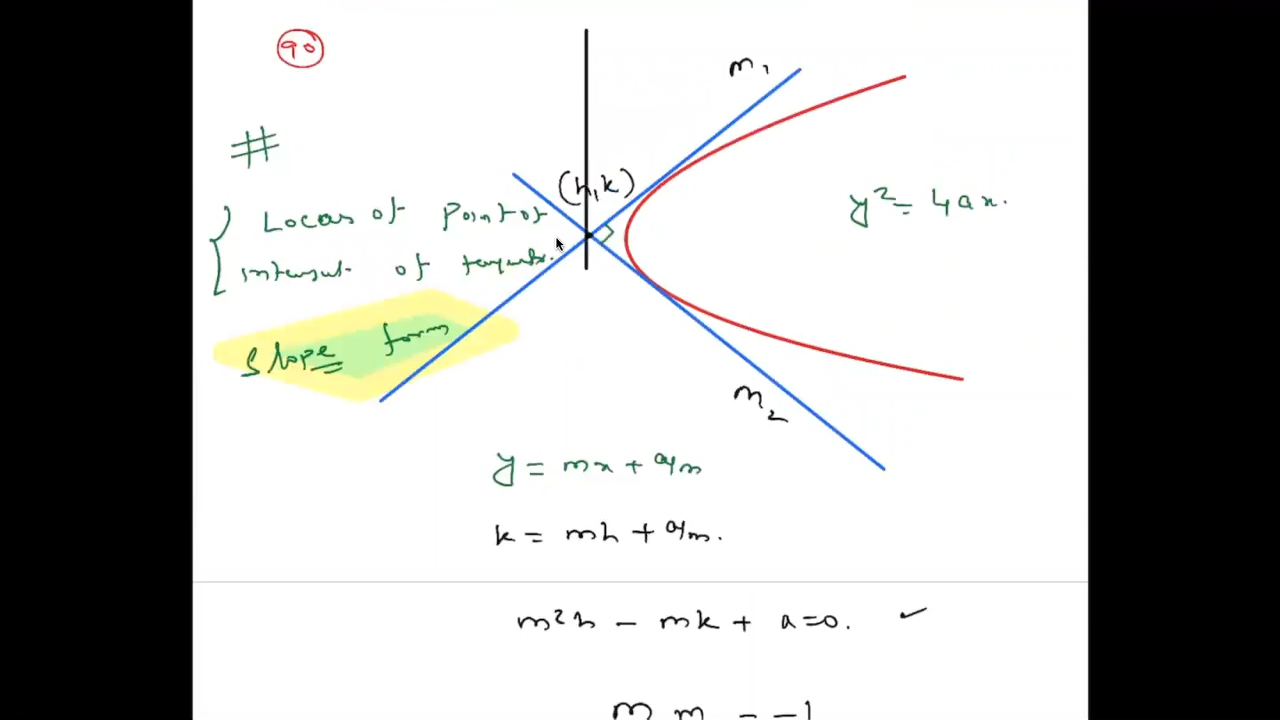 90
m₁
#
(h,k)
y² = 4ax.
Locus of Point of
intersect. of tangents.
Slope form
m₂
y = mx + a/m
k = mh + a/m.
m²h - mk + a=0. ✓
m m = -1